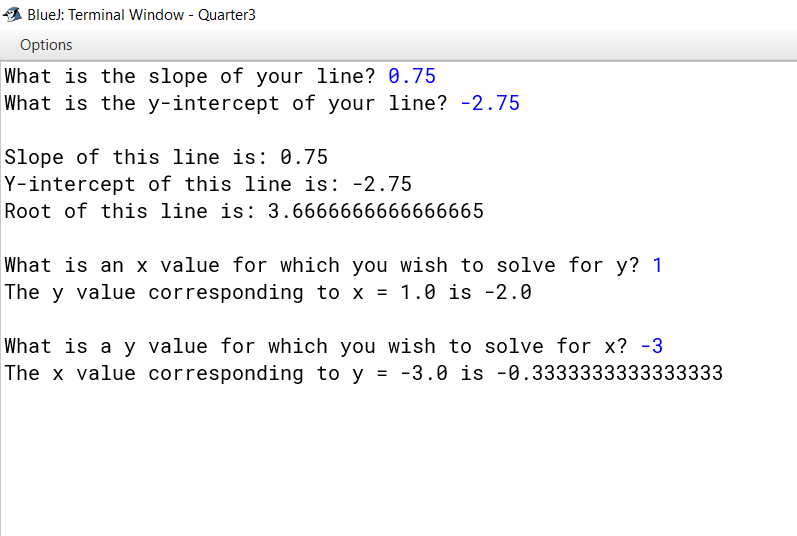 BlueJ: Terminal Window - Quarter3
Options
What is the slope of your line? 0.75
What is the y-intercept of your line? -2.75
Slope of this line is: 0.75
Y-intercept of this line is: -2.75
Root of this line is: 3.6666666666666665
What is an x value for which you wish to solve for y? 1
The y value corresponding to x = 1.0 is -2.0
What is a y value for which you wish to solve for x? -3
The x value corresponding to y = -3.0 is -0.3333333333333333